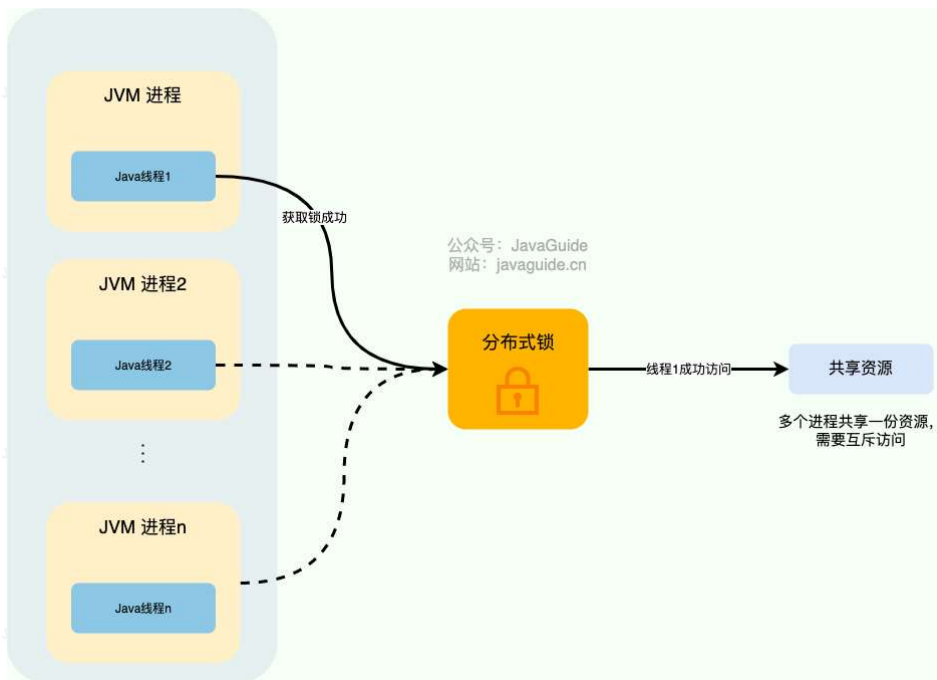 JVM 进程
Java线程1
获取锁成功
公众号：JavaGuide
网站：javaguide.cn
JVM 进程2
Java线程2
分布式锁
线程1成功访问
共享资源
多个进程共享一份资源，
需要互斥访问
JVM 进程n
Java线程n